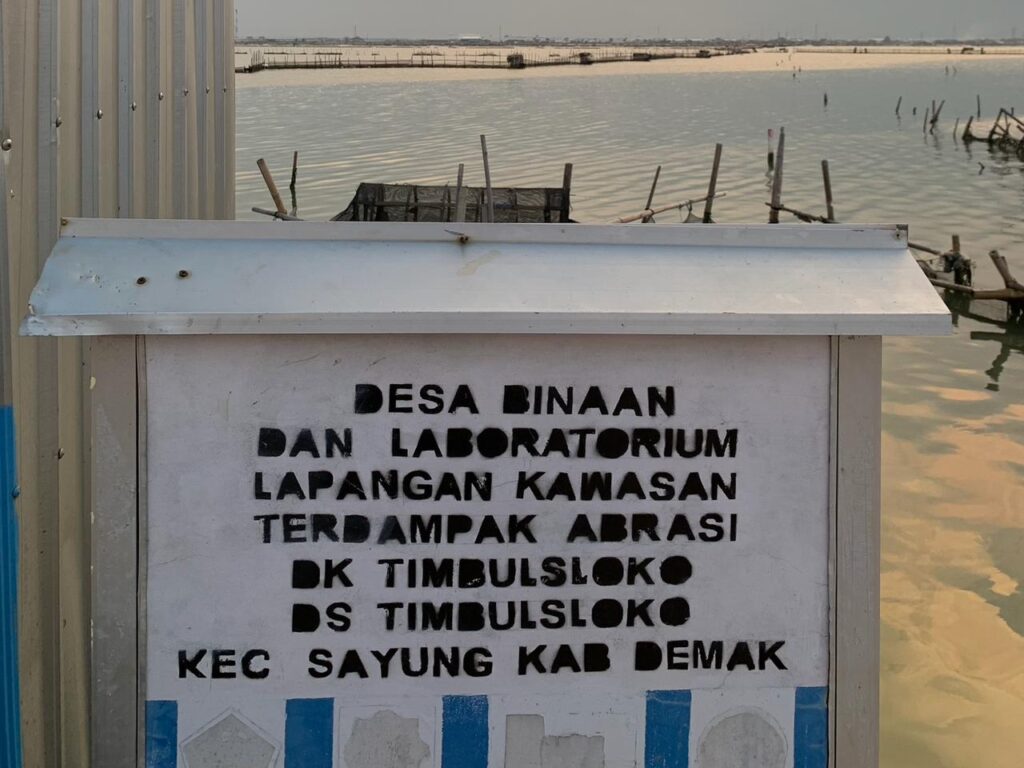 DESA BINAAN
DAN LABORATORIUM
LAPANGAN KAWASAN
TERDAMPAK ABRASI
DK TIMBULSLOKO
DS TIMBULSLOKO
KEC SAYUNG KAB DEMAK